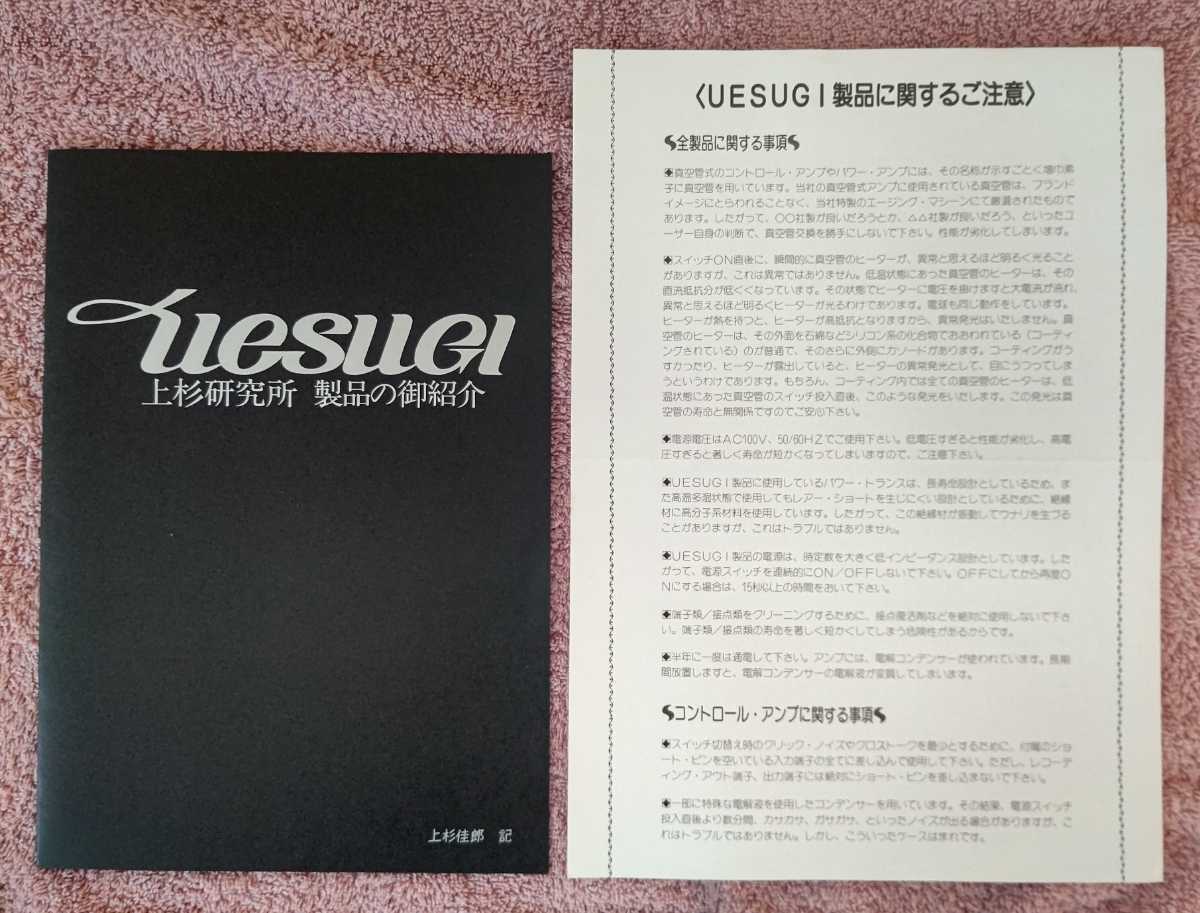 UESUGI
上杉研究所 製品の御紹介
上杉佳郎 記
〈UESUGI製品に関するご注意〉
全製品に関する事項
◆真空管式のコントロール・アンプやパワー・アンプには、その名称が示すごとく増巾素
子に真空管を用いています。当社の真空管式アンプに使用されている真空管は、ブランド
イメージにとらわれることなく、当社特製のエージング・マシーンにて厳選されたもので
あります。したがって、〇〇社製が良いだろうとか、△△社製が良いだろう、といったユ
ーザー自身の判断で、真空管交換を勝手にしないで下さい。性能が劣化してしまいます。
◆スイッチON直後に、瞬間的に真空管のヒーターが、異常と思えるほど明るく光ること
がありますが、これは異常ではありません。低温状態にあった真空管のヒーターは、その
直流抵抗分が低くくなっています。その状態でヒーターに電圧を掛けますと大電流が流れ、
異常と思えるほど明るくヒーターが光るわけであります。電球も同じ動作をしています。
ヒーターが熱を持つと、ヒーターが高抵抗となりますから、異常発光はいたしません。真
空管のヒーターは、その外面を石綿などシリコン系の化合物でおおわれている（コーティ
ングされている）のが普通で、そのさらに外側にカソードがあります。コーティングがう
すかったり、ヒーターが露出していると、ヒーターの異常発光として、目にうつってしま
うというわけであります。もちろん、コーティング内では全ての真空管のヒーターは、低
温状態にあった真空管のスイッチ投入直後、このような発光をいたします。この発光は真
空管の寿命と無関係ですのでご安心下さい。
◆電源電圧はAC100V、50/60HZでご使用下さい。低電圧すぎると性能が劣化し、高電
圧すぎると著しく寿命が短かくなってしまいますので、ご注意下さい。
◆UESUGI製品に使用しているパワー・トランスは、長寿命設計としているため、ま
た高温多湿状態で使用してもレアー・ショートを生じにくい設計としているために、絶縁
材に高分子系材料を使用しています。したがって、この絶縁材が振動してウナリを生づる
ことがありますが、これはトラブルではありません。
◆UESUGI製品の電源は、時定数を大きく低インピーダンス設計としています。した
がって、電源スイッチを連続的にON／OFFしないで下さい。OFFにしてから再度O
Nにする場合は、15秒以上の時間をおいて下さい。
◆端子類／接点類をクリーニングするために、接点復活剤などを絶対に使用しないで下さ
い。端子類／接点類の寿命を著しく短かくしてしまう危険性があるからです。
◆半年に一度は通電して下さい。アンプには、電解コンデンサーが使われています。長期
間放置しますと、電解コンデンサーの電解液が変質してしまいます。
コントロール・アンプに関する事項
◆スイッチ切替え時のクリック・ノイズやクロストークを最少とするために、付属のショ
ート・ピンを空いている入力端子の全てに差し込んで使用して下さい。ただし、レコーデ
ィング・アウト端子、出力端子には絶対にショート・ピンを差し込まないで下さい。
◆一部に特殊な電解液を使用したコンデンサーを用いています。その結果、電源スイッチ
投入直後より数分間、カサカサ、ガサガサ、といったノイズが出る場合がありますが、こ
れはトラブルではありません。しかし、こういったケースはまれです。